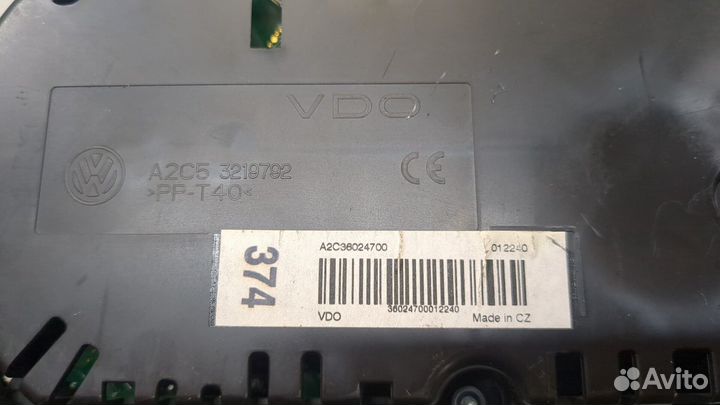 VDO
A2C5 3219792
>PP-T40<
CE
374
A2C36024700 012240
36024700012240
VDO Made in CZ
Avito